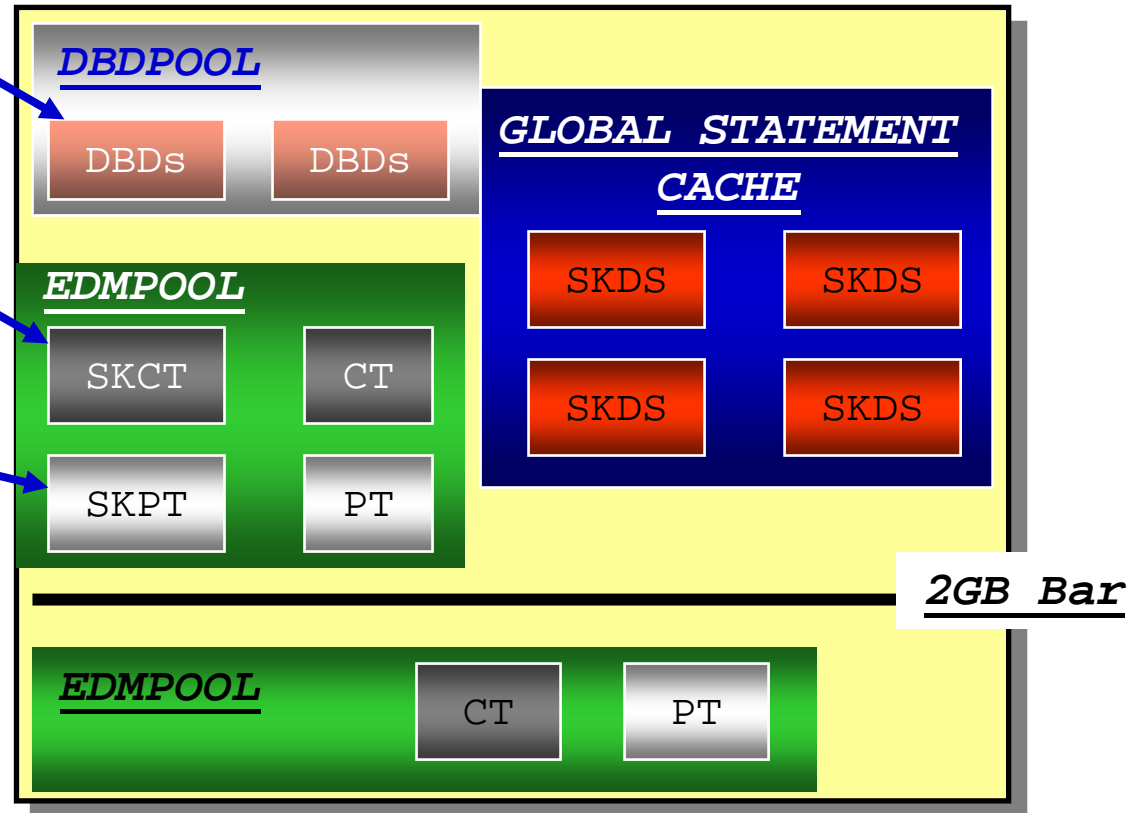 DBDPOOL
DBDs DBDs
GLOBAL STATEMENT
CACHE
SKDS SKDS
SKDS SKDS
EDMPOOL
SKCT CT
SKPT PT
2GB Bar
EDMPOOL
CT PT